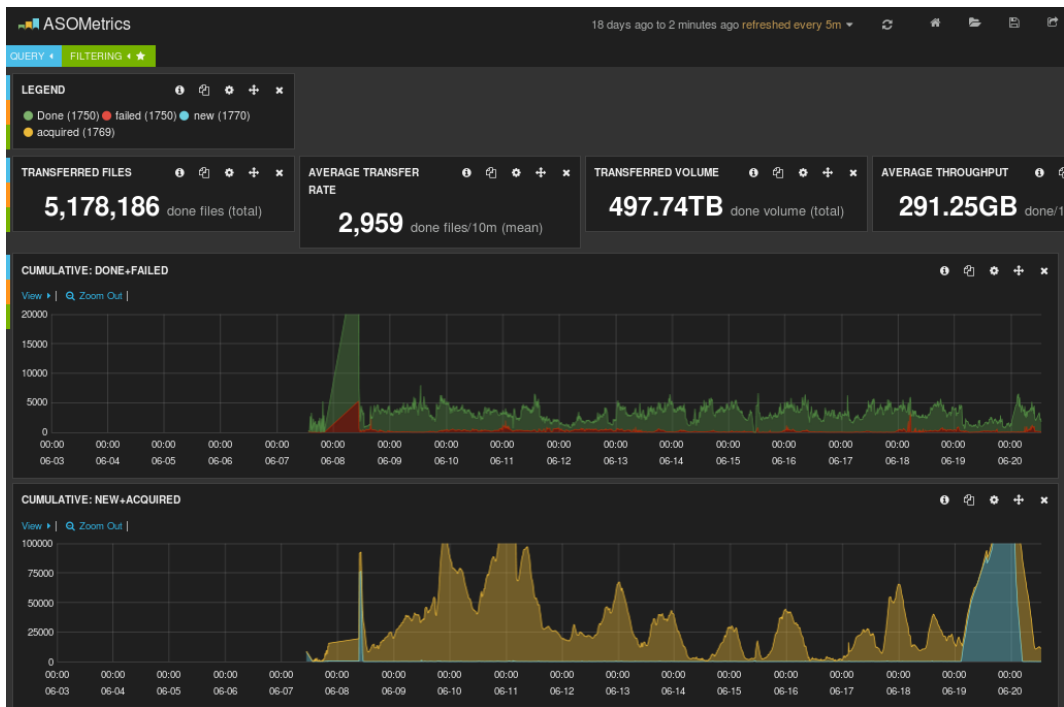 ASOMetrics
18 days ago to 2 minutes ago refreshed every 5m
QUERY
FILTERING
LEGEND
Done (1750) failed (1750) new (1770)
acquired (1769)
TRANSFERRED FILES
5,178,186 done files (total)
AVERAGE TRANSFER
RATE
2,959 done files/10m (mean)
TRANSFERRED VOLUME
497.74TB done volume (total)
AVERAGE THROUGHPUT
291.25GB done/1
CUMULATIVE: DONE+FAILED
View | Zoom Out |
20000
15000
10000
5000
0
00:00 00:00 00:00 00:00 00:00 00:00 00:00 00:00 00:00 00:00 00:00 00:00 00:00 00:00 00:00 00:00 00:00 00:00
06-03 06-04 06-05 06-06 06-07 06-08 06-09 06-10 06-11 06-12 06-13 06-14 06-15 06-16 06-17 06-18 06-19 06-20
CUMULATIVE: NEW+ACQUIRED
View | Zoom Out |
100000
75000
50000
25000
0
00:00 00:00 00:00 00:00 00:00 00:00 00:00 00:00 00:00 00:00 00:00 00:00 00:00 00:00 00:00 00:00 00:00 00:00
06-03 06-04 06-05 06-06 06-07 06-08 06-09 06-10 06-11 06-12 06-13 06-14 06-15 06-16 06-17 06-18 06-19 06-20